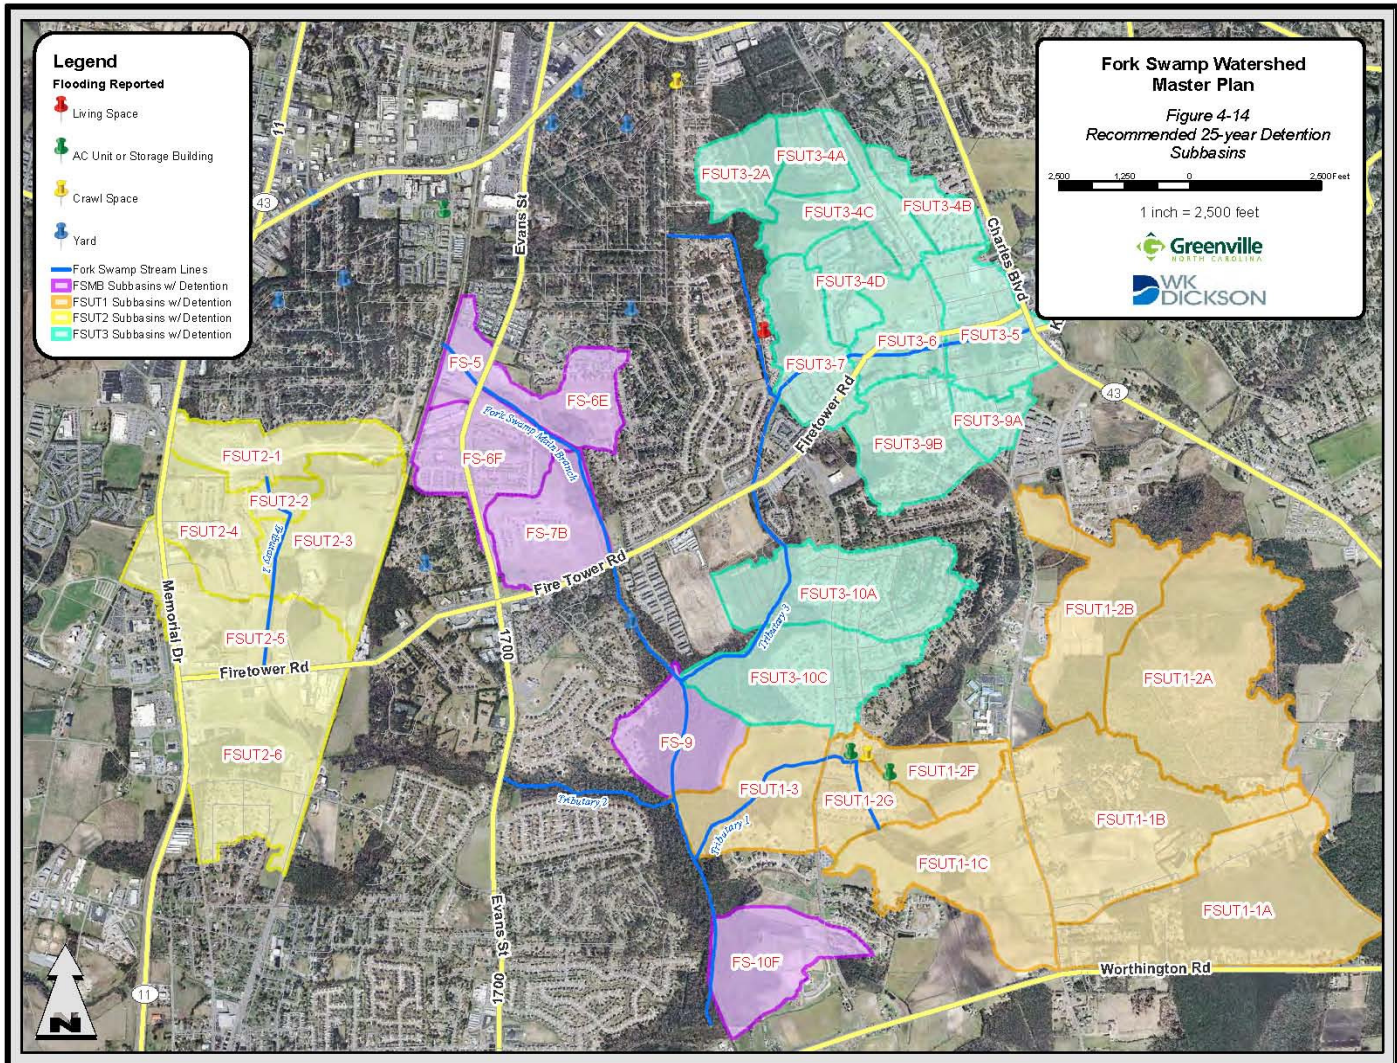 Legend
Flooding Reported
Living Space
AC Unit or Storage Building
Crawl Space
Yard
Fork Swamp Stream Lines
FSMB Subbasins w/ Detention
FSUT1 Subbasins w/ Detention
FSUT2 Subbasins w/ Detention
FSUT3 Subbasins w/ Detention
Fork Swamp Watershed
Master Plan
Figure 4-14
Recommended 25-year Detention
Subbasins
2,500 1,250 0 2,500 Feet
1 inch = 2,500 feet
Greenville
NORTH CAROLINA
WK
DICKSON
11
43
Evans St
Charles Blvd
FSUT3-2A
FSUT3-4A
FSUT3-4B
FSUT3-4C
FSUT3-4D
FSUT3-5
FSUT3-6
FSUT3-7
FSUT3-9A
FSUT3-9B
Firetower Rd
43
FS-5
FS-6E
FS-6F
Fork Swamp Main Branch
FS-7B
Fire Tower Rd
FSUT2-1
FSUT2-2
FSUT2-4
FSUT2-3
Tributary 2
FSUT2-5
Memorial Dr
Firetower Rd
FSUT2-6
1700
FSUT3-10A
Tributary 3
FSUT3-10C
FSUT1-2B
FSUT1-2A
FS-9
FSUT1-3
FSUT1-2F
FSUT1-2G
Tributary 2
Tributary 1
FSUT1-1B
FSUT1-1C
FSUT1-1A
Evans St
1700
FS-10F
Worthington Rd
11
N